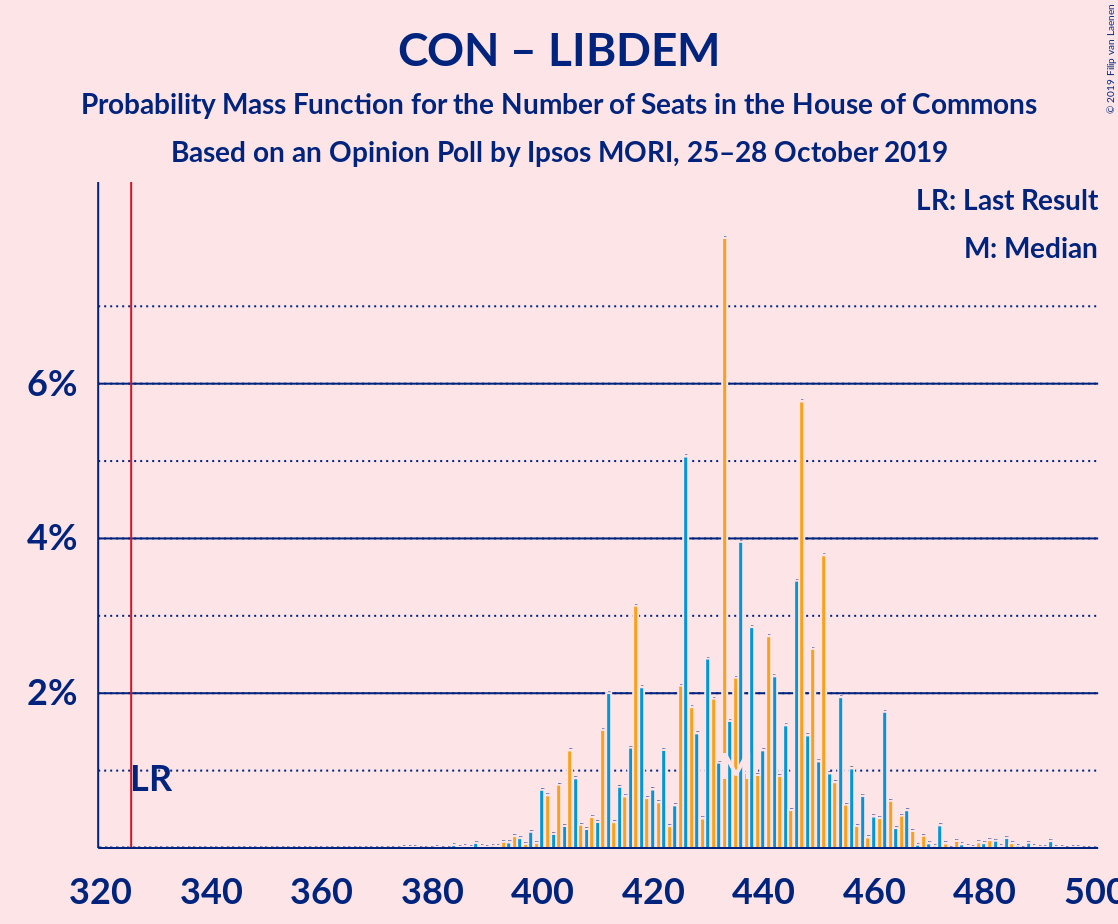 CON – LIBDEM
Probability Mass Function for the Number of Seats in the House of Commons
Based on an Opinion Poll by Ipsos MORI, 25–28 October 2019
© 2019 Filip van Laenen
LR: Last Result
M: Median
6%
4%
2%
LR
M
320 340 360 380 400 420 440 460 480 500